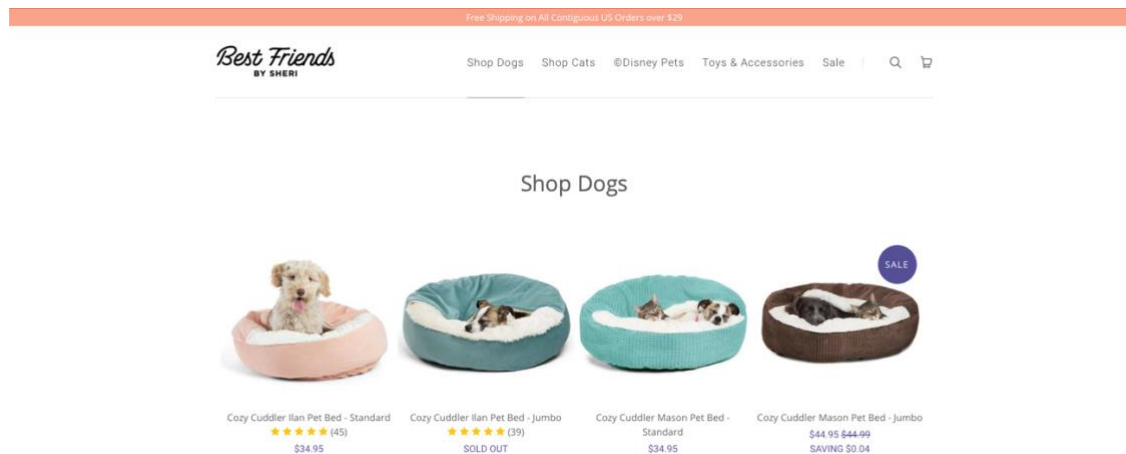 Free Shipping on All Contiguous US Orders over $29
Best Friends
BY SHERI
Shop Dogs Shop Cats ©Disney Pets Toys & Accessories Sale
Shop Dogs
SALE
Cozy Cuddler Ilan Pet Bed - Standard
(45)
$34.95
Cozy Cuddler Ilan Pet Bed - Jumbo
(39)
SOLD OUT
Cozy Cuddler Mason Pet Bed -
Standard
$34.95
Cozy Cuddler Mason Pet Bed - Jumbo
$44.95 $44.99
SAVING $0.04